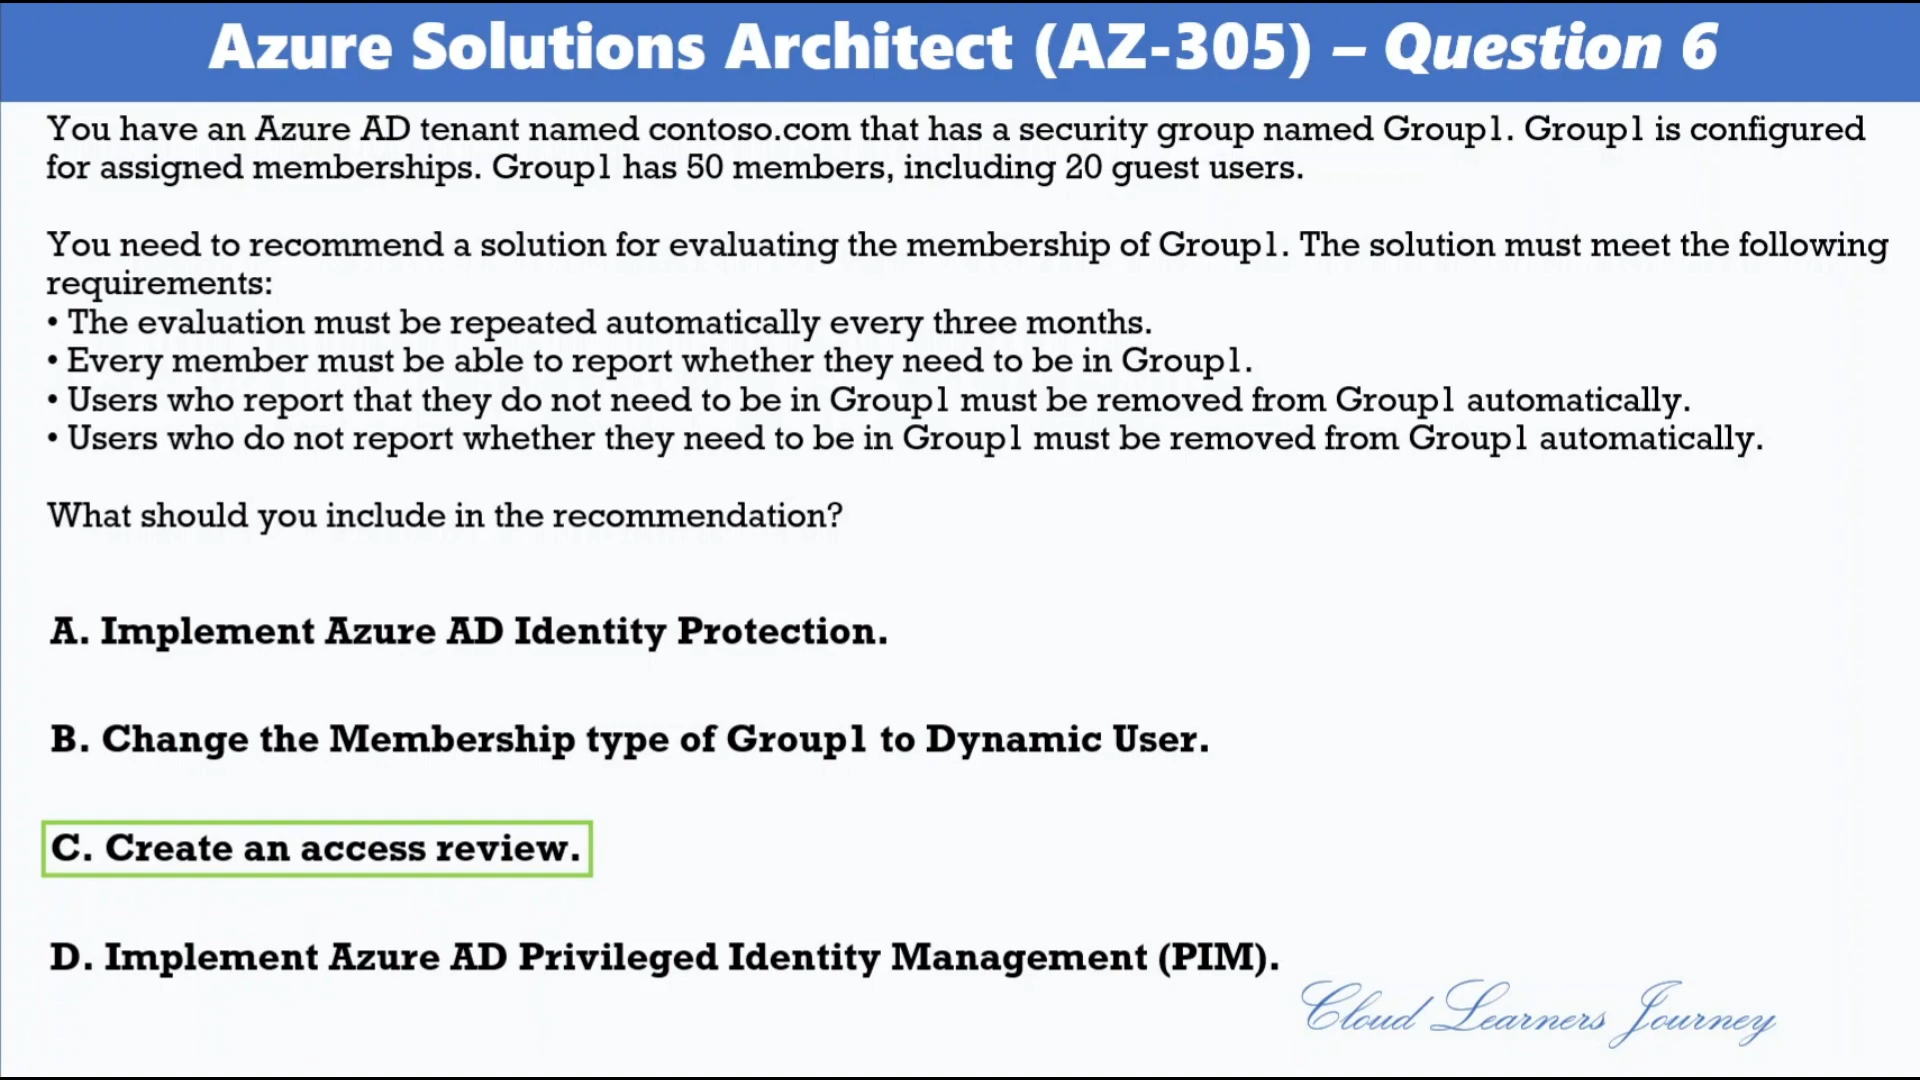 Azure Solutions Architect (AZ-305) – Question 6
You have an Azure AD tenant named contoso.com that has a security group named Group1. Group1 is configured
for assigned memberships. Group1 has 50 members, including 20 guest users.
You need to recommend a solution for evaluating the membership of Group1. The solution must meet the following
requirements:
• The evaluation must be repeated automatically every three months.
• Every member must be able to report whether they need to be in Group1.
• Users who report that they do not need to be in Group1 must be removed from Group1 automatically.
• Users who do not report whether they need to be in Group1 must be removed from Group1 automatically.
What should you include in the recommendation?
A. Implement Azure AD Identity Protection.
B. Change the Membership type of Group1 to Dynamic User.
C. Create an access review.
D. Implement Azure AD Privileged Identity Management (PIM).
Cloud Learners Journey